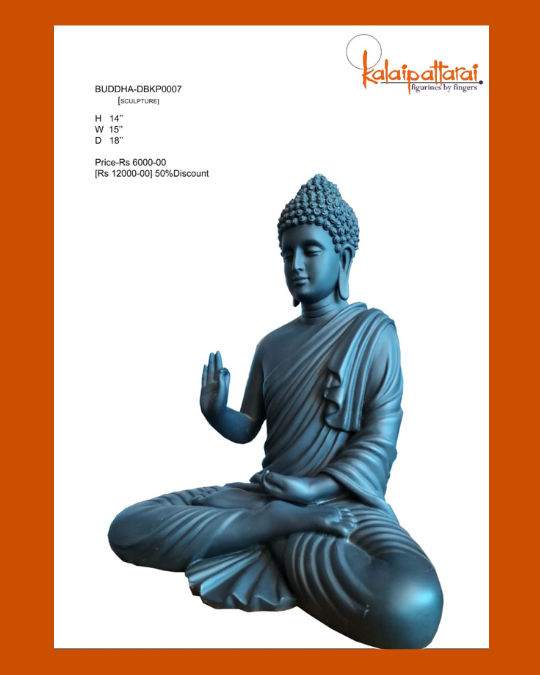 kalaipattarai.
figurines by fingers
BUDDHA-DBKP0007
[SCULPTURE]
H 14"
W 15"
D 18"
Price-Rs 6000-00
[Rs 12000-00] 50%Discount